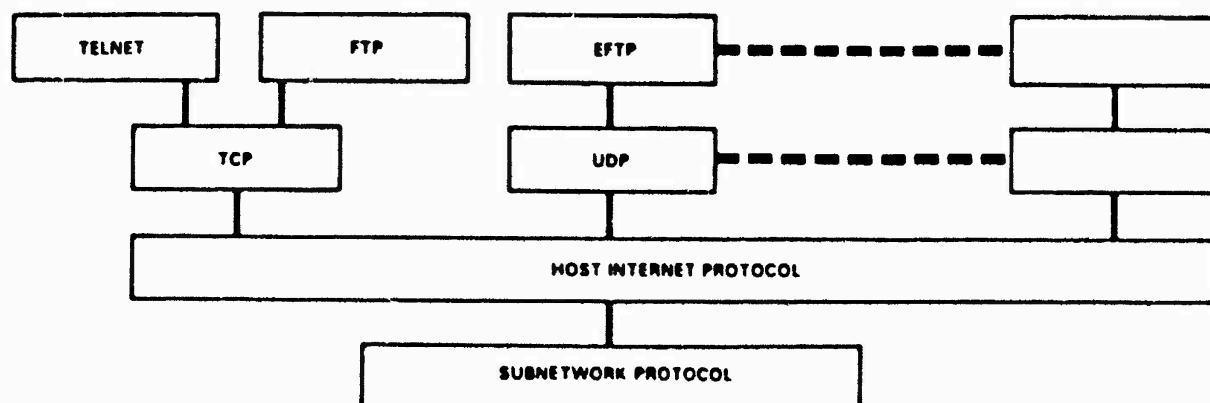 TELNET
FTP
EFTP
TCP
UDP
HOST INTERNET PROTOCOL
SUBNETWORK PROTOCOL